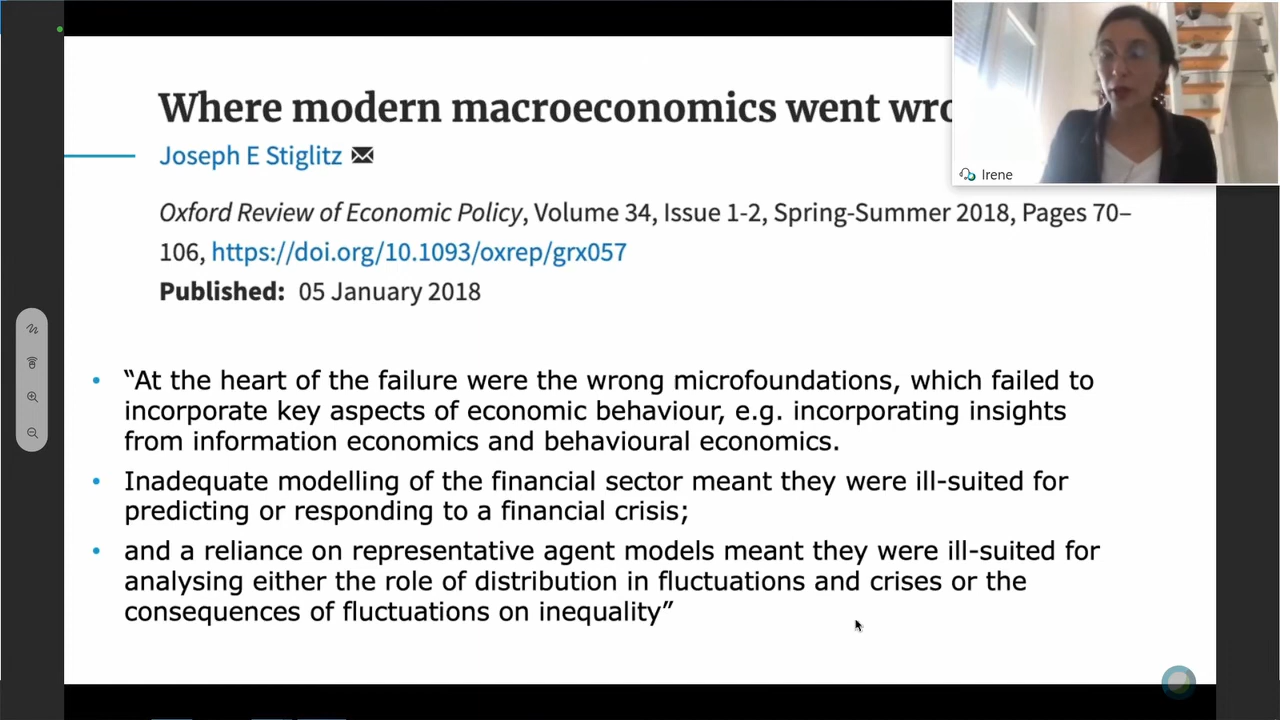 Where modern macroeconomics went wro
Joseph E Stiglitz
Irene
Oxford Review of Economic Policy, Volume 34, Issue 1-2, Spring-Summer 2018, Pages 70–
106, https://doi.org/10.1093/oxrep/grx057
Published: 05 January 2018
• “At the heart of the failure were the wrong microfoundations, which failed to
incorporate key aspects of economic behaviour, e.g. incorporating insights
from information economics and behavioural economics.
• Inadequate modelling of the financial sector meant they were ill-suited for
predicting or responding to a financial crisis;
• and a reliance on representative agent models meant they were ill-suited for
analysing either the role of distribution in fluctuations and crises or the
consequences of fluctuations on inequality”